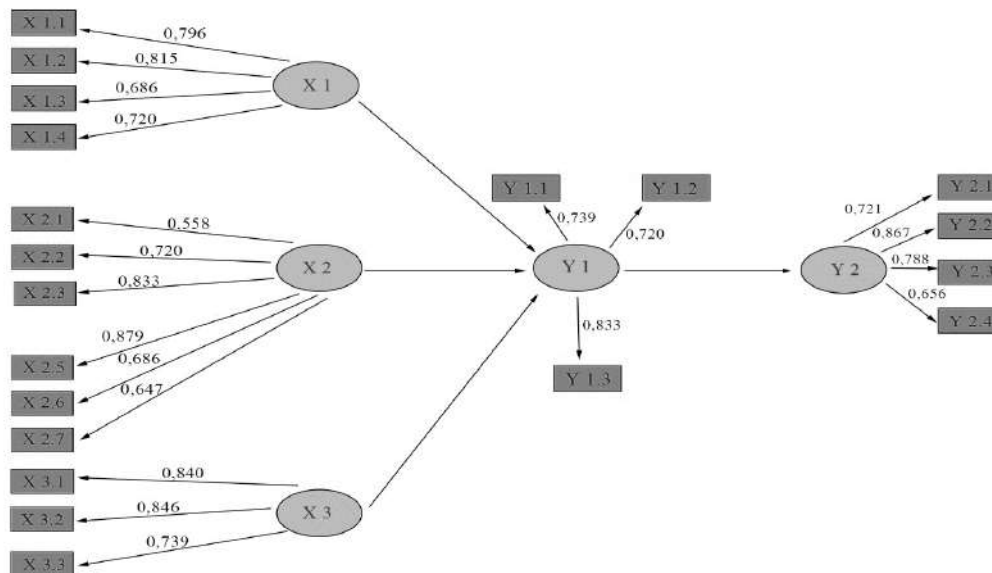 X 1.1
0,796
X 1.2
0,815
X 1.3
0,686
X 1.4
0,720
X 1
X 2.1
0,558
X 2.2
0,720
X 2.3
0,833
X 2
X 2.5
0,879
X 2.6
0,686
X 2.7
0,647
X 3.1
0,840
X 3.2
0,846
X 3.3
0,739
X 3
Y 1.1
0,739
Y 1.2
0,720
Y 1
0,833
Y 1.3
Y 2
Y 2.1
0,721
Y 2.2
0,867
Y 2.3
0,788
Y 2.4
0,656